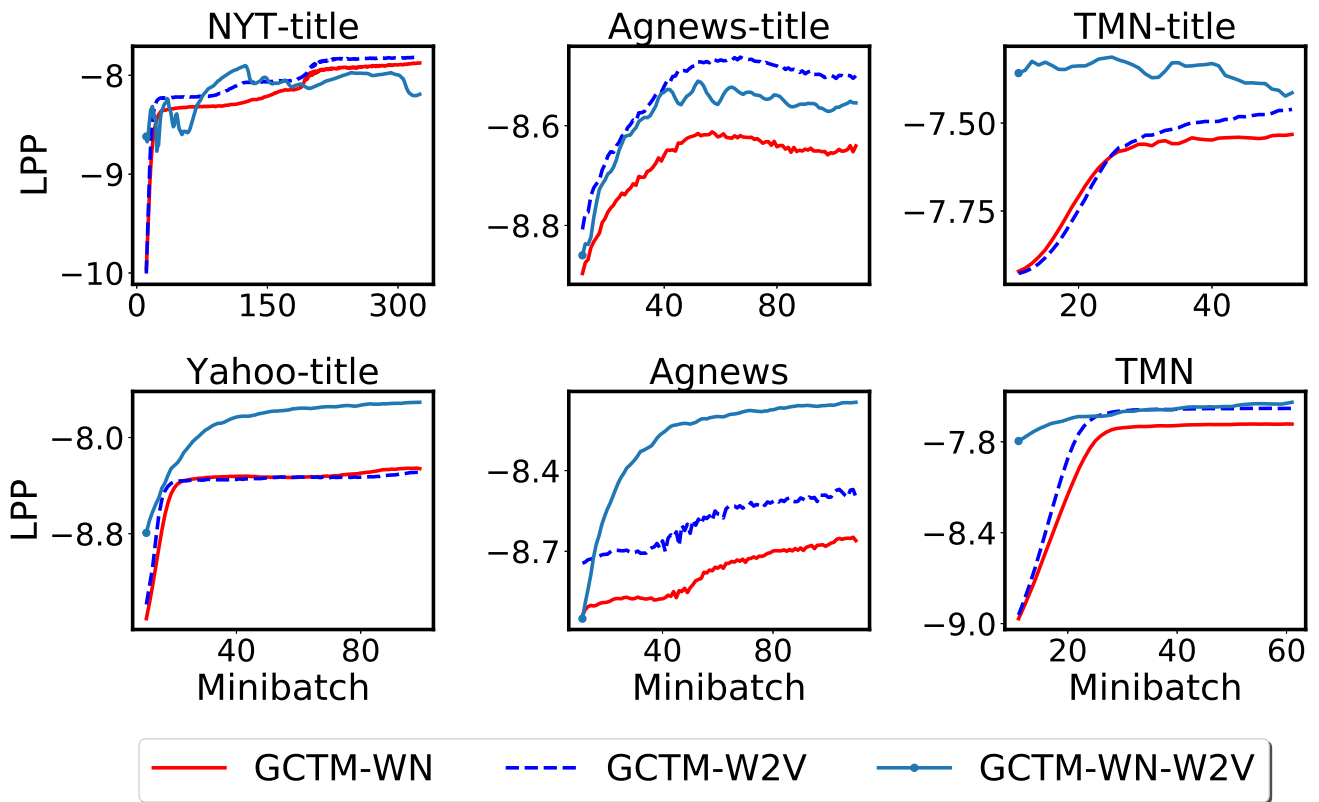 NYT-title
Agnews-title
TMN-title
LPP
−8
−9
−10
0
150
300
−8.6
−8.8
40
80
−7.50
−7.75
20
40
Yahoo-title
Agnews
TMN
LPP
−8.0
−8.8
40
80
Minibatch
−8.4
−8.7
40
80
Minibatch
−7.8
−8.4
−9.0
20
40
60
Minibatch
GCTM-WN
GCTM-W2V
GCTM-WN-W2V